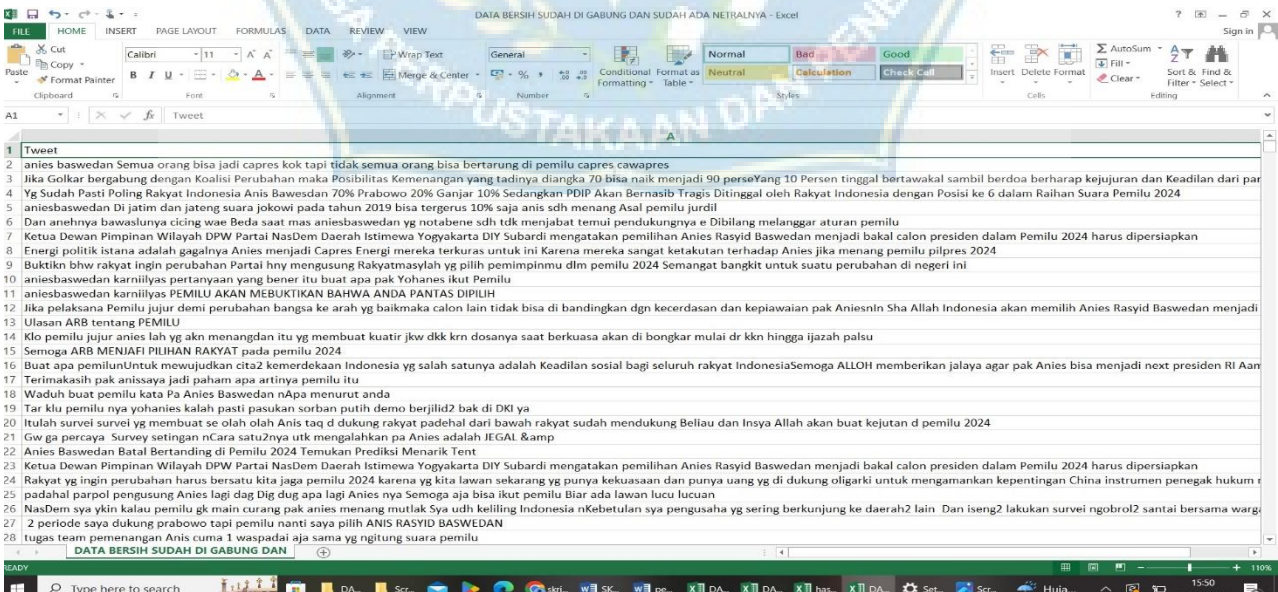 DATA BERSIH SUDAH DI GABUNG DAN SUDAH ADA NETRALNYA - Excel
FILE HOME INSERT PAGE LAYOUT FORMULAS DATA REVIEW VIEW Sign in
Cut
Copy
Format Painter
Paste
Clipboard
Calibri 11
Font
Wrap Text
Merge & Center
Alignment
General
Number
Conditional Formatting
Format as Table
Normal Bad Good
Neutral Calculation Check Cell
Styles
Insert Delete Format
Cells
AutoSum
Fill
Clear
Sort & Filter
Find & Select
Editing
USTAKAAN DAN
A1 fx Tweet
A
1 Tweet
2 anies baswedan Semua orang bisa jadi capres kok tapi tidak semua orang bisa bertarung di pemilu capres cawapres
3 Jika Golkar bergabung dengan Koalisi Perubahan maka Posibilitas Kemenangan yang tadinya diangka 70 bisa naik menjadi 90 perseYang 10 Persen tinggal bertawakal sambil berdoa berharap kejujuran dan Keadilan dari par
4 Yg Sudah Pasti Poling Rakyat Indonesia Anis Bawesdan 70% Prabowo 20% Ganjar 10% Sedangkan PDIP Akan Bernasib Tragis Ditinggal oleh Rakyat Indonesia dengan Posisi ke 6 dalam Raihan Suara Pemilu 2024
5 aniesbaswedan Di jatim dan jateng suara jokowi pada tahun 2019 bisa tergerus 10% saja anis sdh menang Asal pemilu jurdil
6 Dan anehnya bawaslunya cicing wae Beda saat mas aniesbaswedan yg notabene sdh tdk menjabat temui pendukungnya e Dibilang melanggar aturan pemilu
7 Ketua Dewan Pimpinan Wilayah DPW Partai NasDem Daerah Istimewa Yogyakarta DIY Subardi mengatakan pemilihan Anies Rasyid Baswedan menjadi bakal calon presiden dalam Pemilu 2024 harus dipersiapkan
8 Energi politik istana adalah gagalnya Anies menjadi Capres Energi mereka terkuras untuk ini Karena mereka sangat ketakutan terhadap Anies jika menang pemilu pilpres 2024
9 Buktikn bhw rakyat ingin perubahan Partai hny mengusung Rakyatmasylah yg pilih pemimpinmu dlm pemilu 2024 Semangat bangkit untuk suatu perubahan di negeri ini
10 aniesbaswedan karniilyas pertanyaan yang bener itu buat apa pak Yohanes ikut Pemilu
11 aniesbaswedan karniilyas PEMILU AKAN MEBUKTIKAN BAHWA ANDA PANTAS DIPILIH
12 Jika pelaksana Pemilu jujur demi perubahan bangsa ke arah yg baikmaka calon lain tidak bisa di bandingkan dgn kecerdasan dan kepiawaian pak AniesnIn Sha Allah Indonesia akan memilih Anies Rasyid Baswedan menjadi
13 Ulasan ARB tentang PEMILU
14 Klo pemilu jujur anies lah yg akn menangdan itu yg membuat kuatir jkw dkk krn dosanya saat berkuasa akan di bongkar mulai dr kkn hingga ijazah palsu
15 Semoga ARB MENJAFI PILIHAN RAKYAT pada pemilu 2024
16 Buat apa pemilunUntuk mewujudkan cita2 kemerdekaan Indonesia yg salah satunya adalah Keadilan sosial bagi seluruh rakyat IndonesiaSemoga ALLOH memberikan jalaya agar pak Anies bisa menjadi next presiden RI Aam
17 Terimakasih pak anissaya jadi paham apa artinya pemilu itu
18 Waduh buat pemilu kata Pa Anies Baswedan nApa menurut anda
19 Tar klu pemilu nya yohanies kalah pasti pasukan sorban putih demo berjilid2 bak di DKI ya
20 Itulah survei survei yg membuat se olah olah Anis taq d dukung rakyat padehal dari bawah rakyat sudah mendukung Beliau dan Insya Allah akan buat kejutan d pemilu 2024
21 Gw ga percaya Survey setingan nCara satu2nya utk mengalahkan pa Anies adalah JEGAL &amp
22 Anies Baswedan Batal Bertanding di Pemilu 2024 Temukan Prediksi Menarik Tent
23 Ketua Dewan Pimpinan Wilayah DPW Partai NasDem Daerah Istimewa Yogyakarta DIY Subardi mengatakan pemilihan Anies Rasyid Baswedan menjadi bakal calon presiden dalam Pemilu 2024 harus dipersiapkan
24 Rakyat yg ingin perubahan harus bersatu kita jaga pemilu 2024 karena yg kita lawan sekarang yg punya kekuasaan dan punya uang yg di dukung oligarki untuk mengamankan kepentingan China instrumen penegak hukum
25 padahal parpol pengusung Anies lagi dag Dig dug apa lagi Anies nya Semoga aja bisa ikut pemilu Biar ada lawan lucu lucuan
26 NasDem sya ykin kalau pemilu gk main curang pak anies menang mutlak Sya udh keliling Indonesia nKebetulan sya pengusaha yg sering berkunjung ke daerah2 lain Dan iseng2 lakukan survei ngobrol2 santai bersama warga
27 2 periode saya dukung prabowo tapi pemilu nanti saya pilih ANIS RASYID BASWEDAN
28 tugas team pemenangan Anis cuma 1 waspadai aja sama yg ngitung suara pemilu
DATA BERSIH SUDAH DI GABUNG DAN
READY 110%
Type here to search DA... Scr... skri... SK... pe... DA... DA... has... DA... Set... Scr... Huja... 15:50